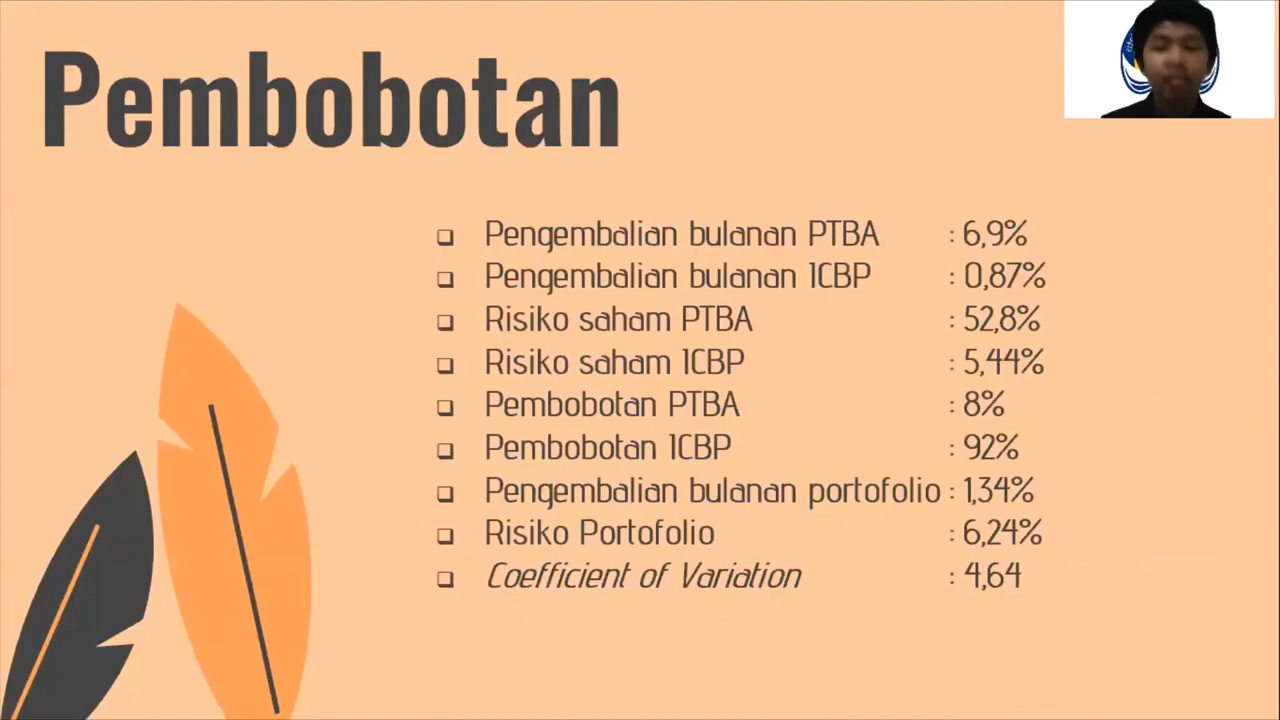 Pembobotan
Pengembalian bulanan PTBA : 6,9%
Pengembalian bulanan ICBP : 0,87%
Risiko saham PTBA : 52,8%
Risiko saham ICBP : 5,44%
Pembobotan PTBA : 8%
Pembobotan ICBP : 92%
Pengembalian bulanan portofolio : 1,34%
Risiko Portofolio : 6,24%
Coefficient of Variation : 4,64